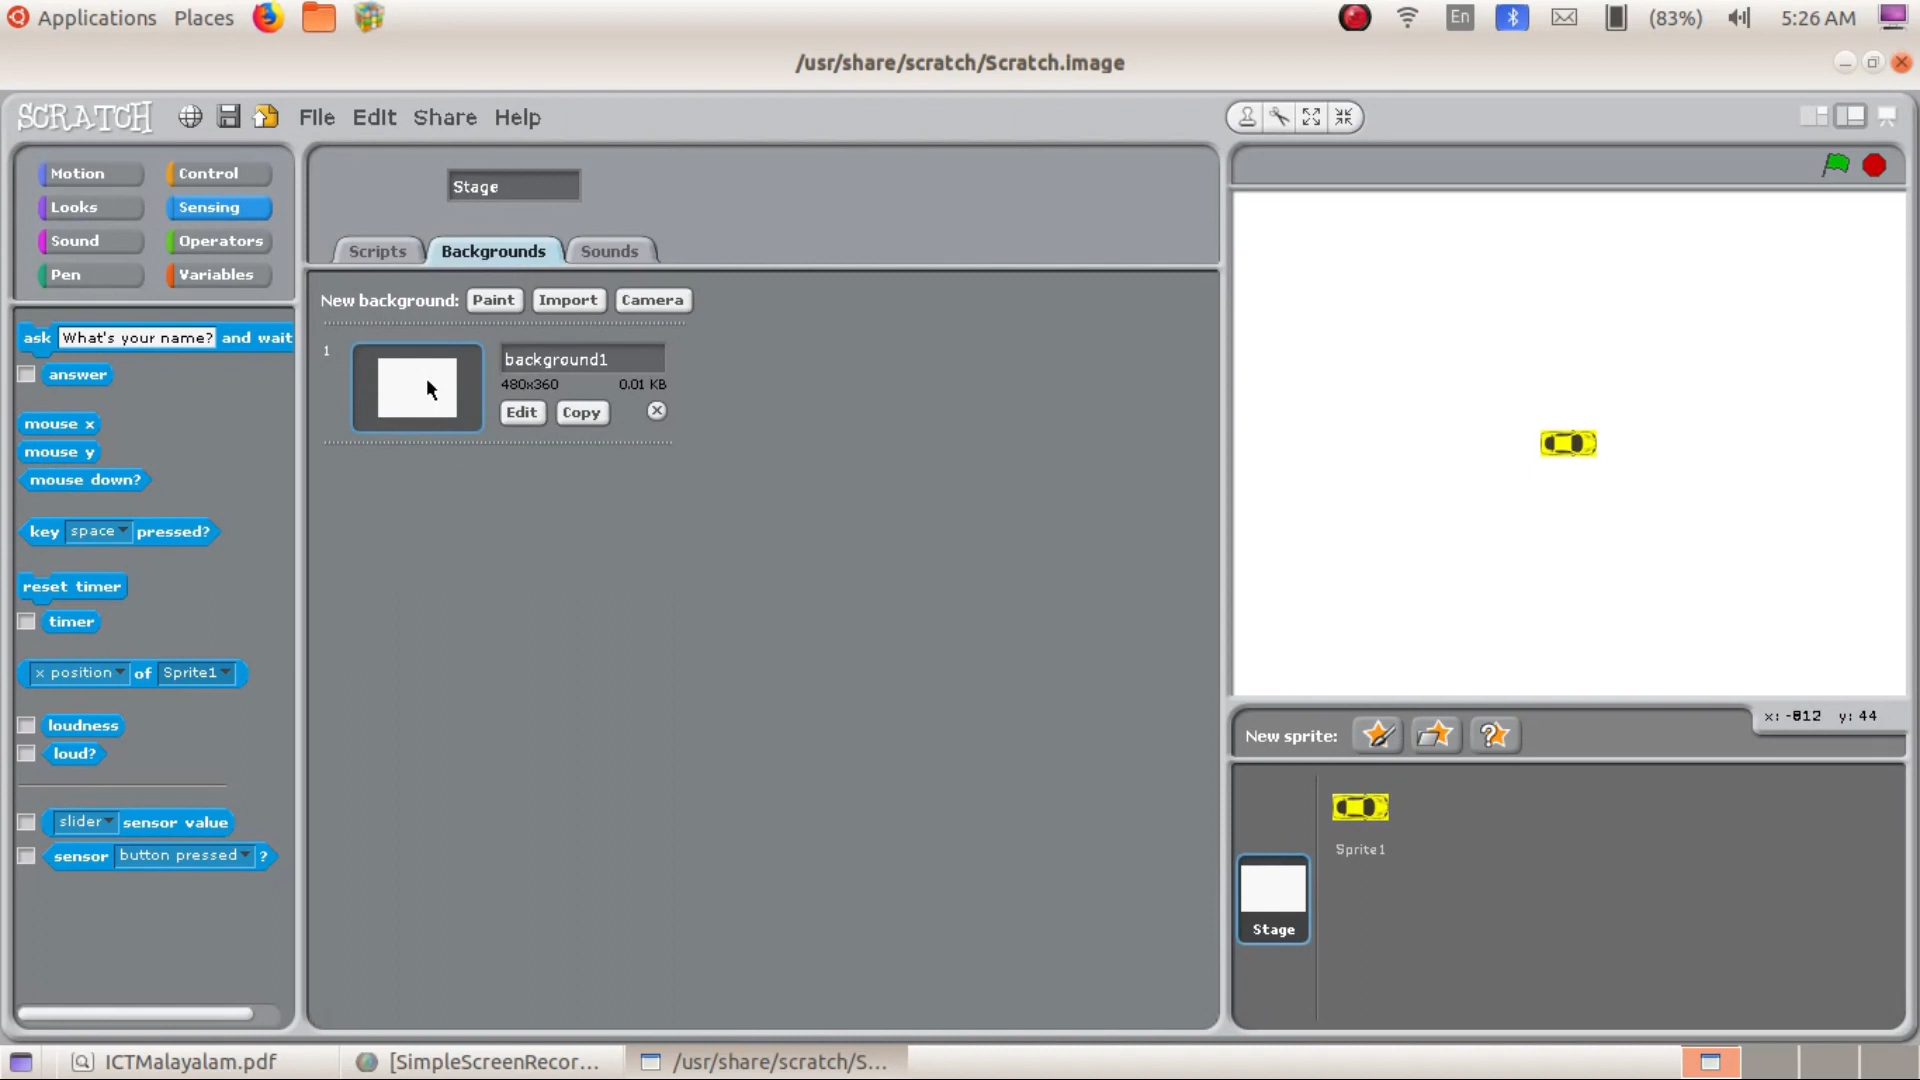 Applications Places En (83%) 5:26 AM
/usr/share/scratch/Scratch.image
SCRATCH File Edit Share Help
Motion Control
Looks Sensing
Sound Operators
Pen Variables
Stage
Scripts Backgrounds Sounds
New background: Paint Import Camera
1
background1
480x360 0.01 KB
Edit Copy
ask What's your name? and wait
answer
mouse x
mouse y
mouse down?
key space pressed?
reset timer
timer
x position of Sprite1
loudness
loud?
slider sensor value
sensor button pressed ?
x: -812 y: 44
New sprite:
Sprite1
Stage
ICTMalayalam.pdf [SimpleScreenRecor... /usr/share/scratch/S...